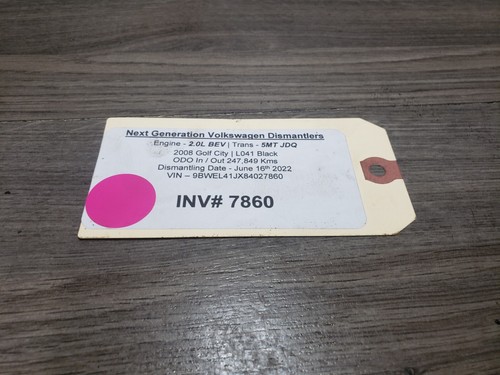 Next Generation Volkswagen Dismantlers
Engine - 2.0L BEV | Trans - 5MT JDQ
2008 Golf City | L041 Black
ODO In / Out 247,849 Kms
Dismantling Date - June 16th 2022
VIN – 9BWEL41JX84027860
INV# 7860